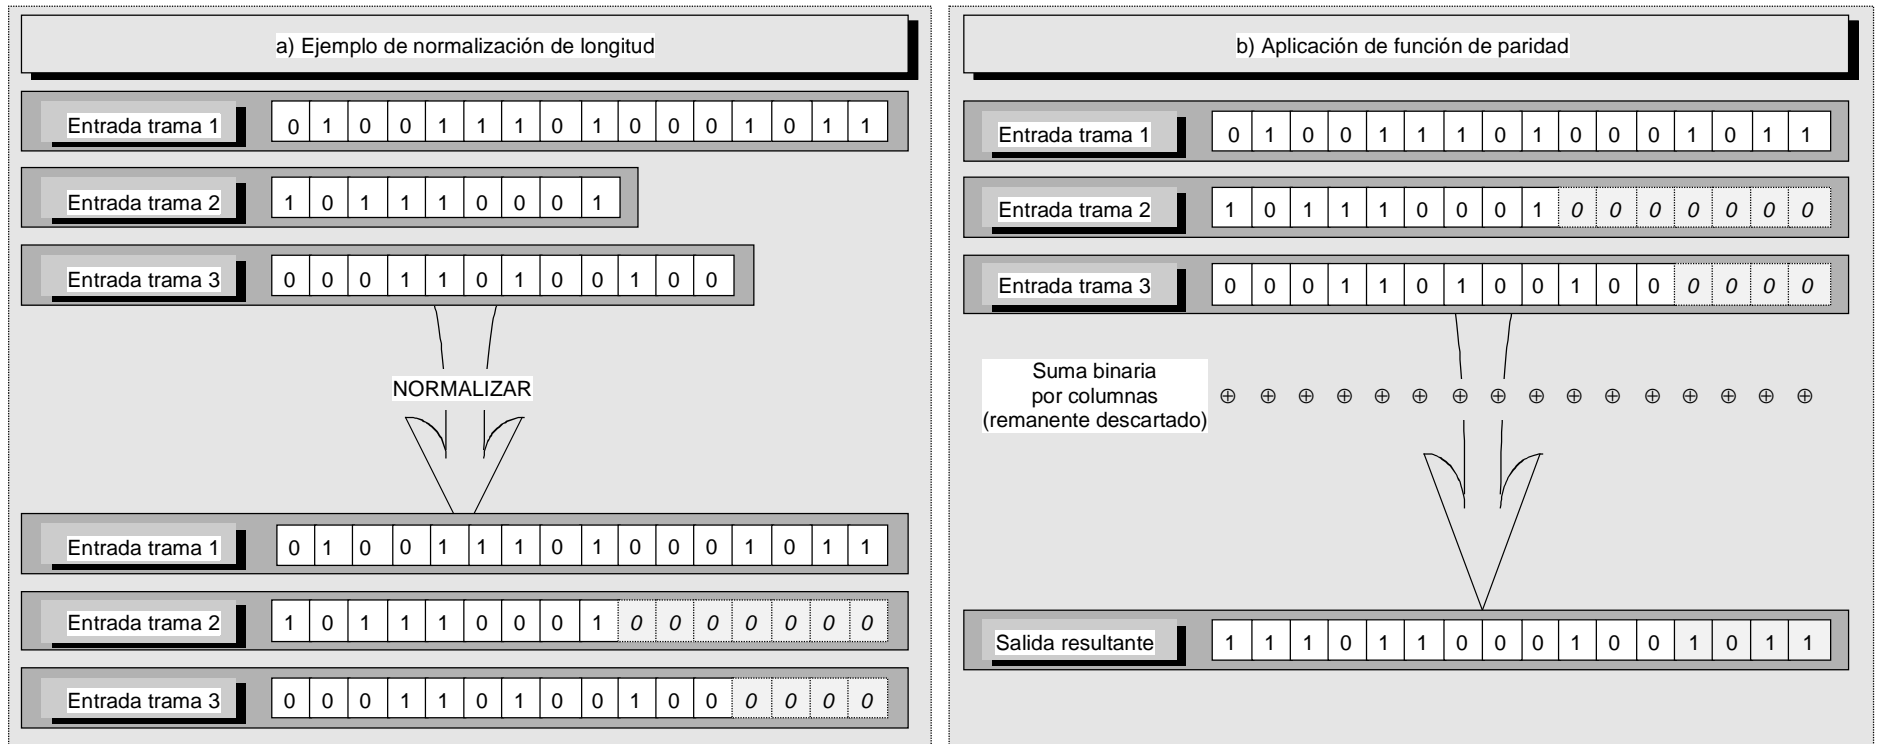 a) Ejemplo de normalización de longitud
Entrada trama 1 0 1 0 0 1 1 1 0 1 0 0 0 1 0 1 1
Entrada trama 2 1 0 1 1 1 0 0 0 1
Entrada trama 3 0 0 0 1 1 0 1 0 0 1 0 0
NORMALIZAR
Entrada trama 1 0 1 0 0 1 1 1 0 1 0 0 0 1 0 1 1
Entrada trama 2 1 0 1 1 1 0 0 0 1 0 0 0 0 0 0 0
Entrada trama 3 0 0 0 1 1 0 1 0 0 1 0 0 0 0 0 0
b) Aplicación de función de paridad
Entrada trama 1 0 1 0 0 1 1 1 0 1 0 0 0 1 0 1 1
Entrada trama 2 1 0 1 1 1 0 0 0 1 0 0 0 0 0 0 0
Entrada trama 3 0 0 0 1 1 0 1 0 0 1 0 0 0 0 0 0
Suma binaria
por columnas
(remanente descartado)
⊕ ⊕ ⊕ ⊕ ⊕ ⊕ ⊕ ⊕ ⊕ ⊕ ⊕ ⊕ ⊕ ⊕ ⊕ ⊕
Salida resultante 1 1 1 0 1 1 0 0 0 1 0 0 1 0 1 1